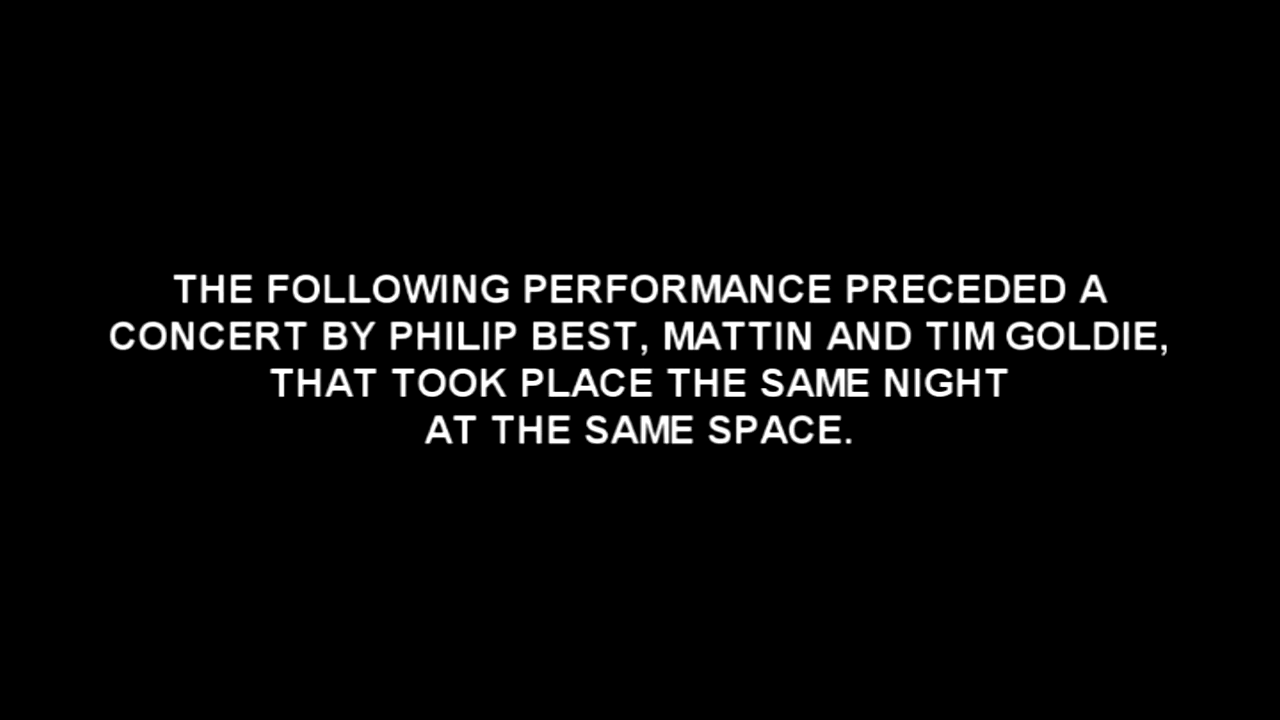 THE FOLLOWING PERFORMANCE PRECEDED A
CONCERT BY PHILIP BEST, MATTIN AND TIM GOLDIE,
THAT TOOK PLACE THE SAME NIGHT
AT THE SAME SPACE.